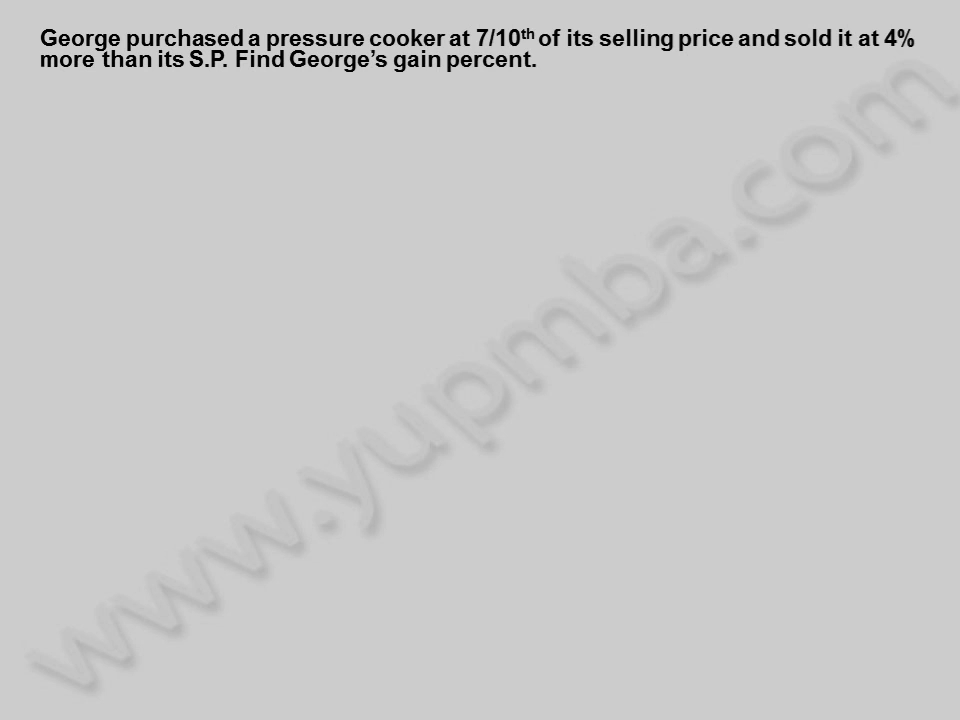 George purchased a pressure cooker at 7/10th of its selling price and sold it at 4%
more than its S.P. Find George’s gain percent.
www.yupmba.com